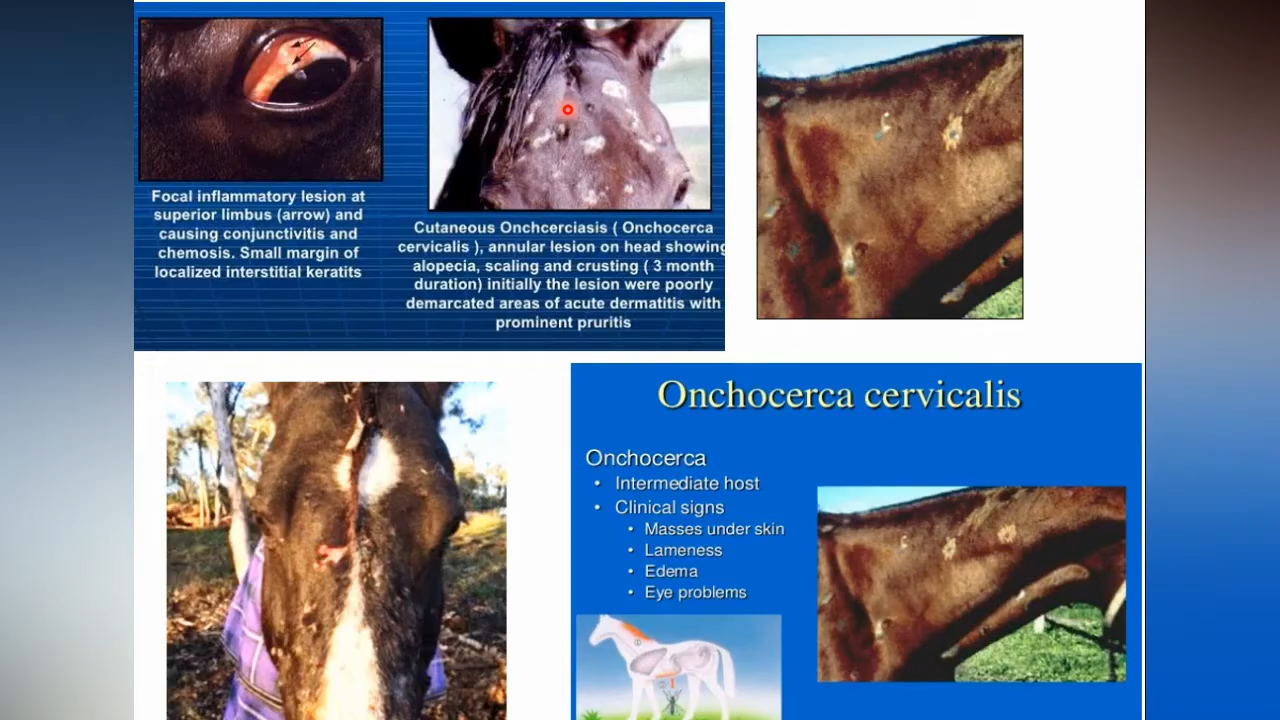 Focal inflammatory lesion at
superior limbus (arrow) and
causing conjunctivitis and
chemosis. Small margin of
localized interstitial keratits
Cutaneous Onchcerciasis ( Onchocerca
cervicalis ), annular lesion on head showing
alopecia, scaling and crusting ( 3 month
duration) initially the lesion were poorly
demarcated areas of acute dermatitis with
prominent pruritis
Onchocerca cervicalis
Onchocerca
• Intermediate host
• Clinical signs
• Masses under skin
• Lameness
• Edema
• Eye problems